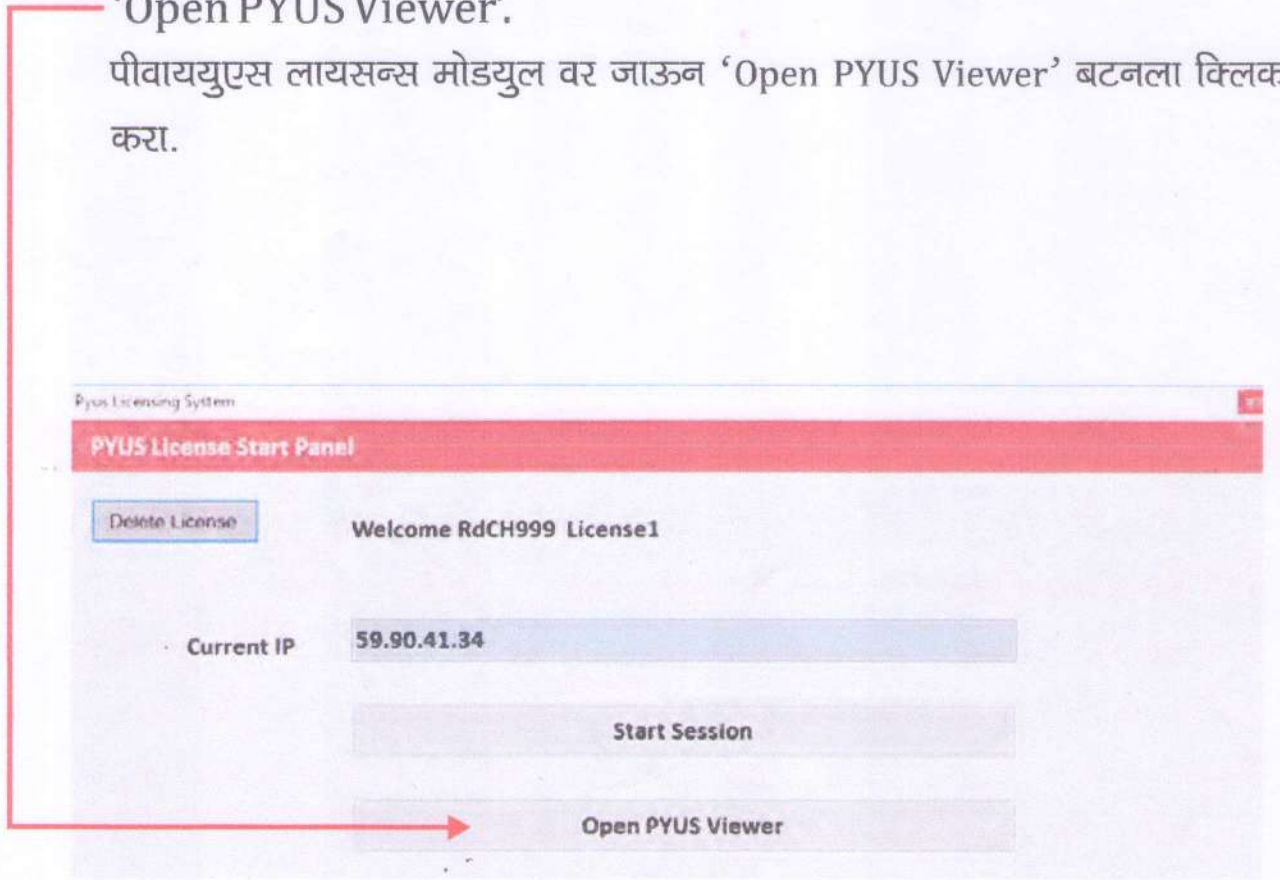 'Open PYUS Viewer'.
पीवाययुएस लायसन्स मोडयुल वर जाऊन ‘Open PYUS Viewer’ बटनला क्लिक
करा.
Pyus Licensing System
PYUS License Start Panel
Delete License
Welcome RdCH999 License1
Current IP
59.90.41.34
Start Session
Open PYUS Viewer